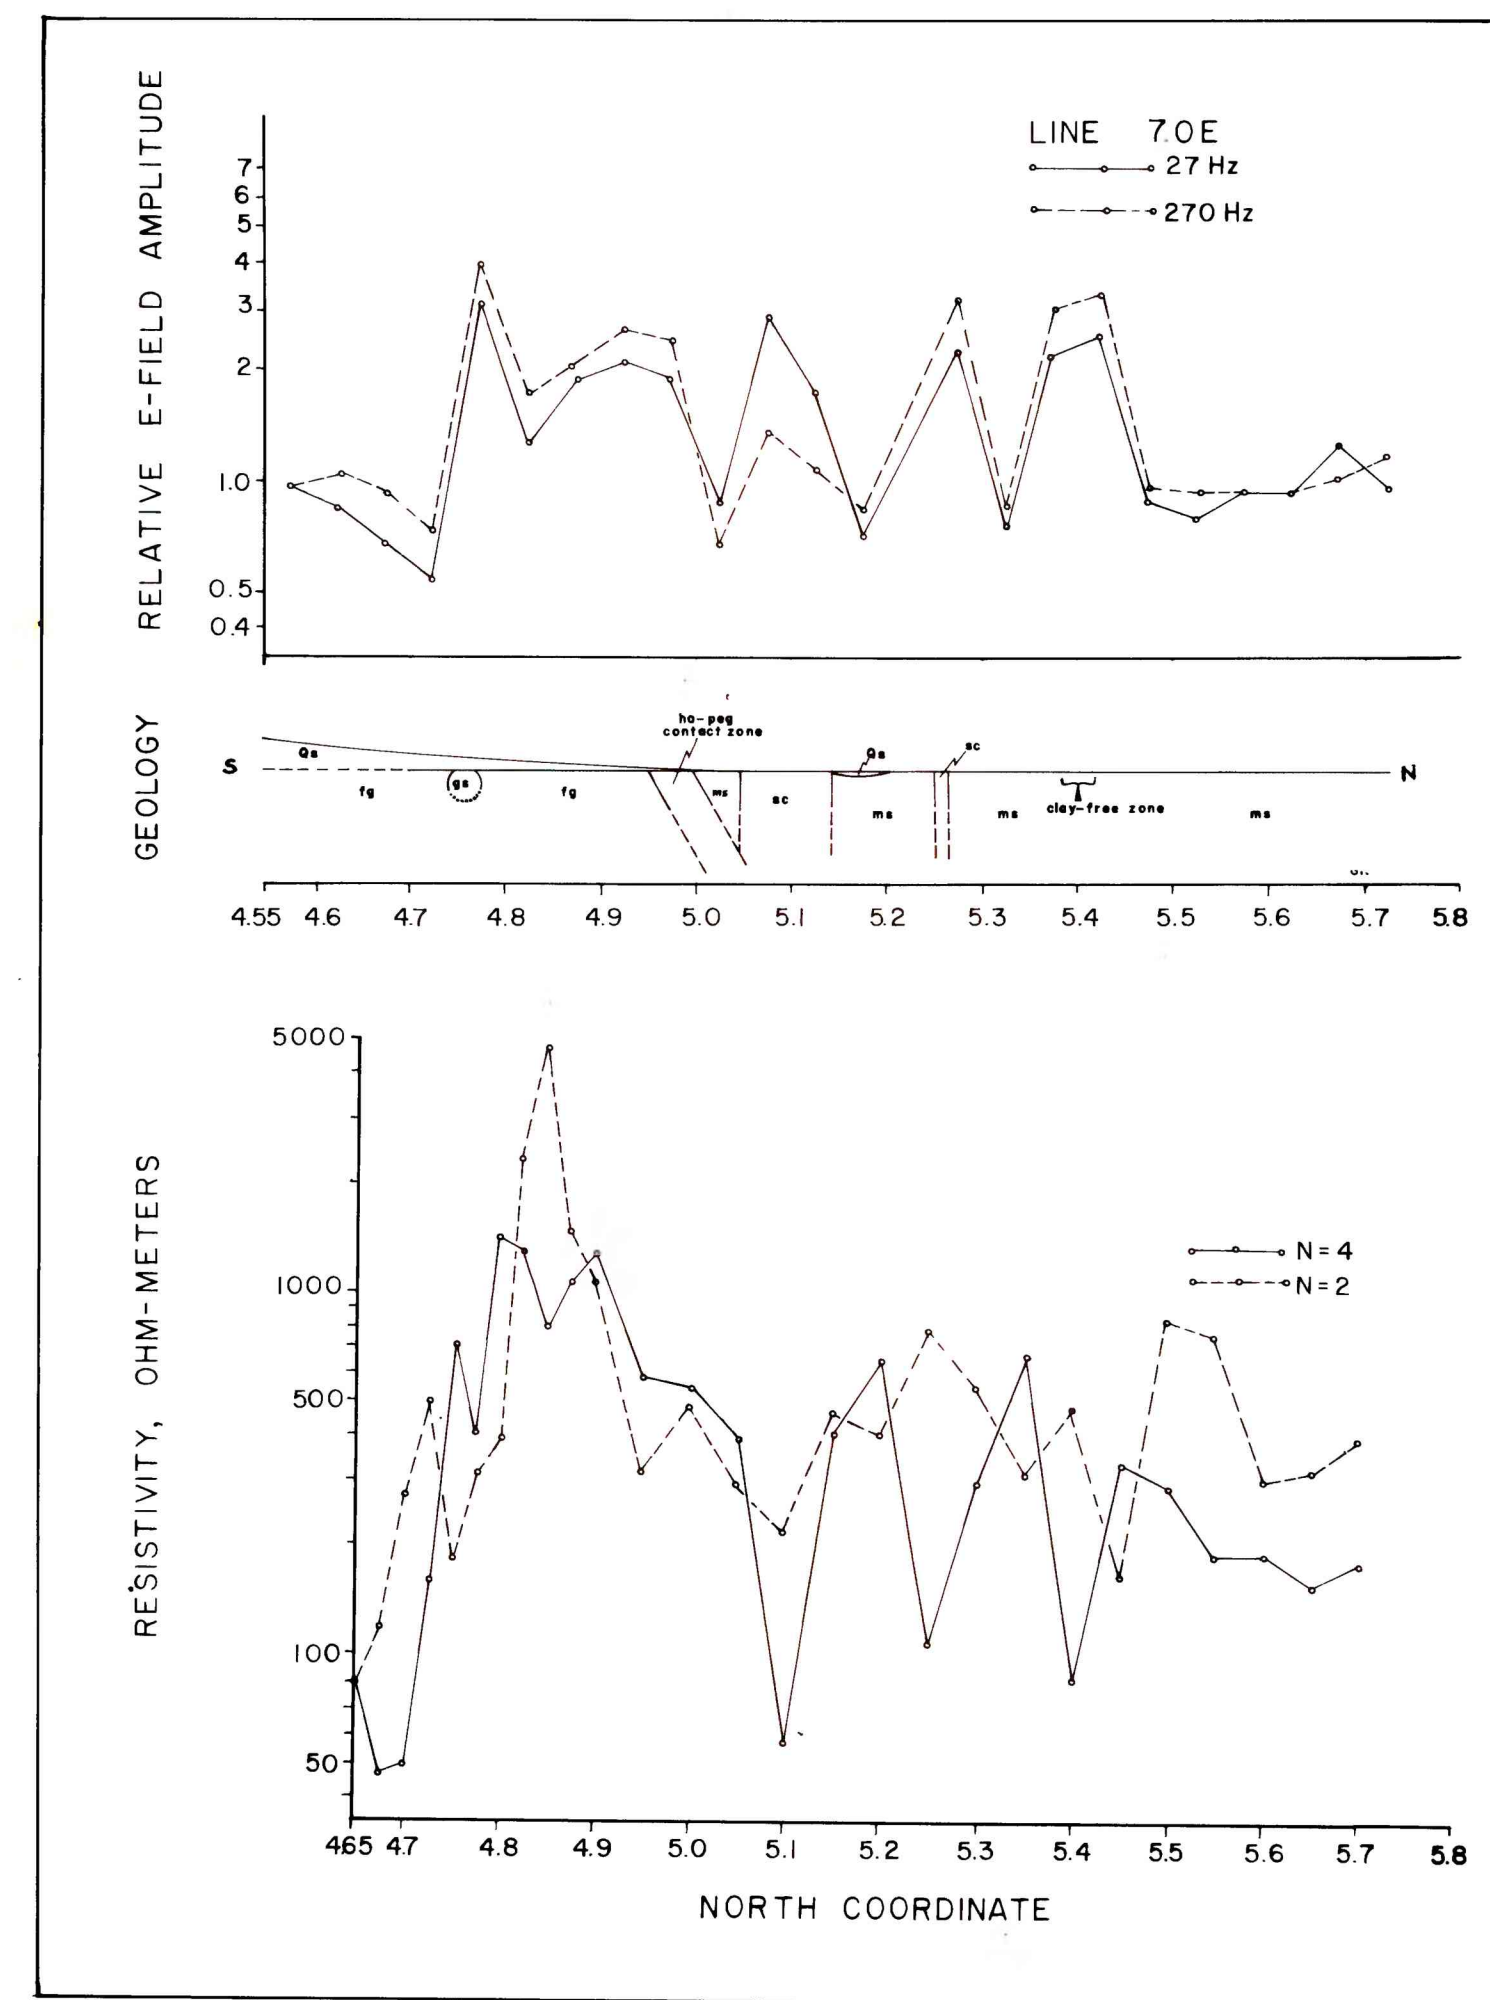 RELATIVE E-FIELD AMPLITUDE
LINE 7.0E
27 Hz
270 Hz
7
6
5
4
3
2
1.0
0.5
0.4
GEOLOGY
S
Qs
fg
gs
fg
ha-peg
contact zone
ms
sc
Qs
ms
sc
ms
clay-free zone
ms
N
4.55 4.6 4.7 4.8 4.9 5.0 5.1 5.2 5.3 5.4 5.5 5.6 5.7 5.8
RESISTIVITY, OHM-METERS
5000
1000
500
100
50
N=4
N=2
465 4.7 4.8 4.9 5.0 5.1 5.2 5.3 5.4 5.5 5.6 5.7 5.8
NORTH COORDINATE